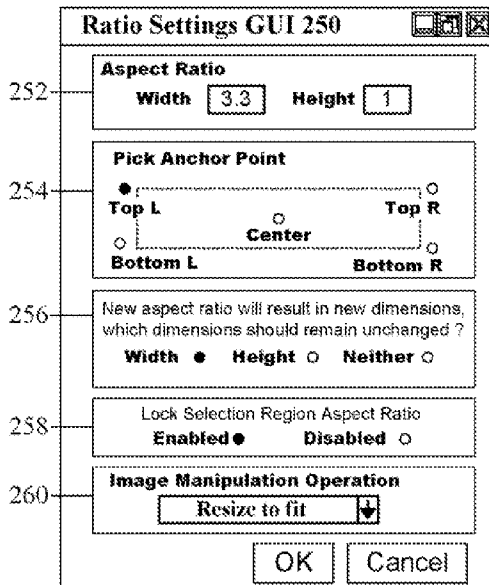 Ratio Settings GUI 250
252
Aspect Ratio
Width 3.3 Height 1
254
Pick Anchor Point
Top L Top R
Center
Bottom L Bottom R
256
New aspect ratio will result in new dimensions,
which dimensions should remain unchanged ?
Width Height Neither
258
Lock Selection Region Aspect Ratio
Enabled Disabled
260
Image Manipulation Operation
Resize to fit
OK Cancel